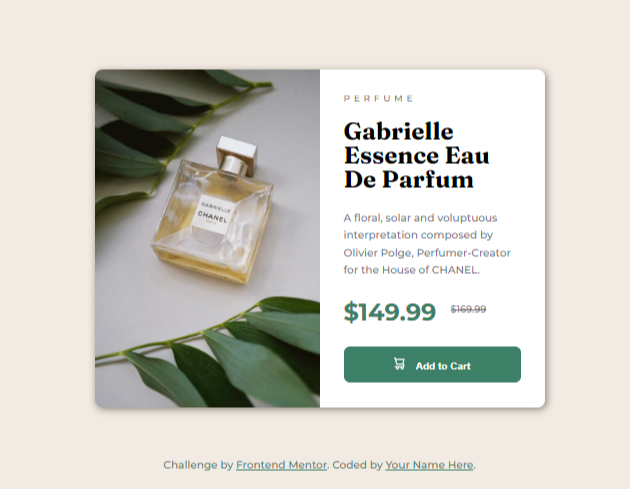 PERFUME
Gabrielle
Essence Eau
De Parfum
GABRIELLE
CHANEL
A floral, solar and voluptuous
interpretation composed by
Olivier Polge, Perfumer-Creator
for the House of CHANEL.
$149.99 $169.99
Add to Cart
Challenge by Frontend Mentor. Coded by Your Name Here.